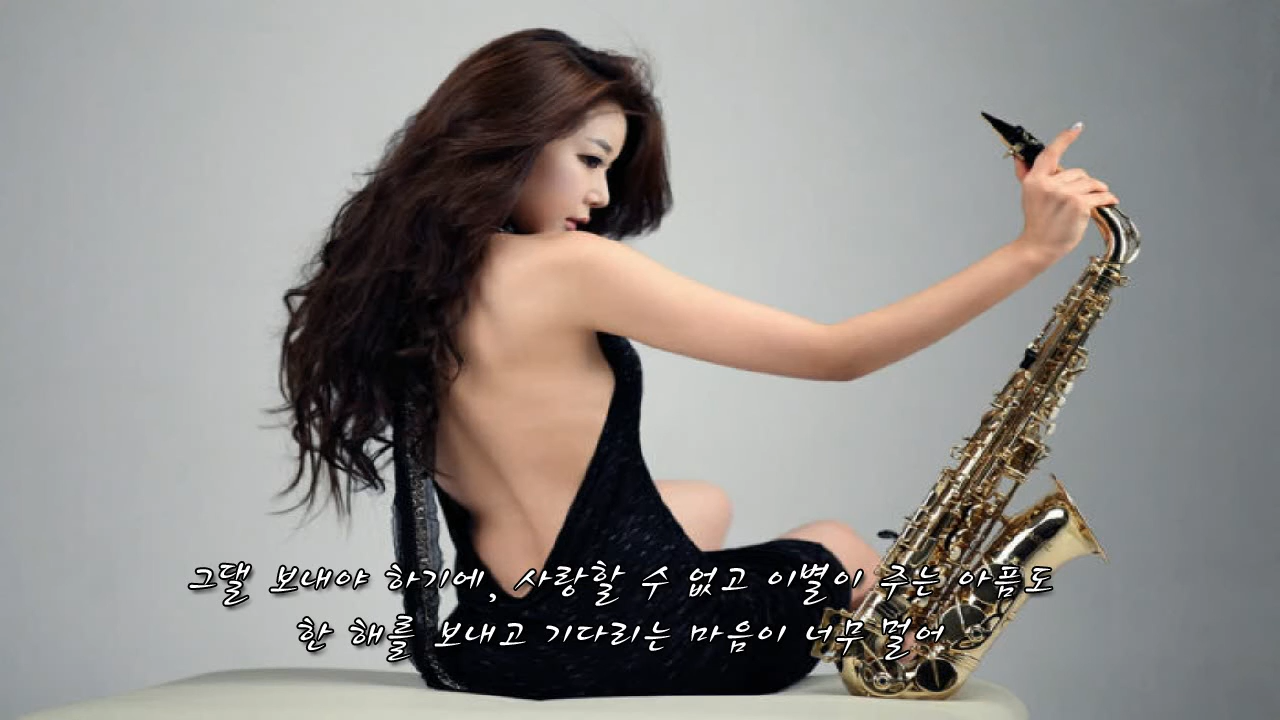 그댈 보내야 하기에, 사랑할 수 없고 이별이 주는 아픔도
한 해를 보내고 기다리는 마음이 너무 멀어